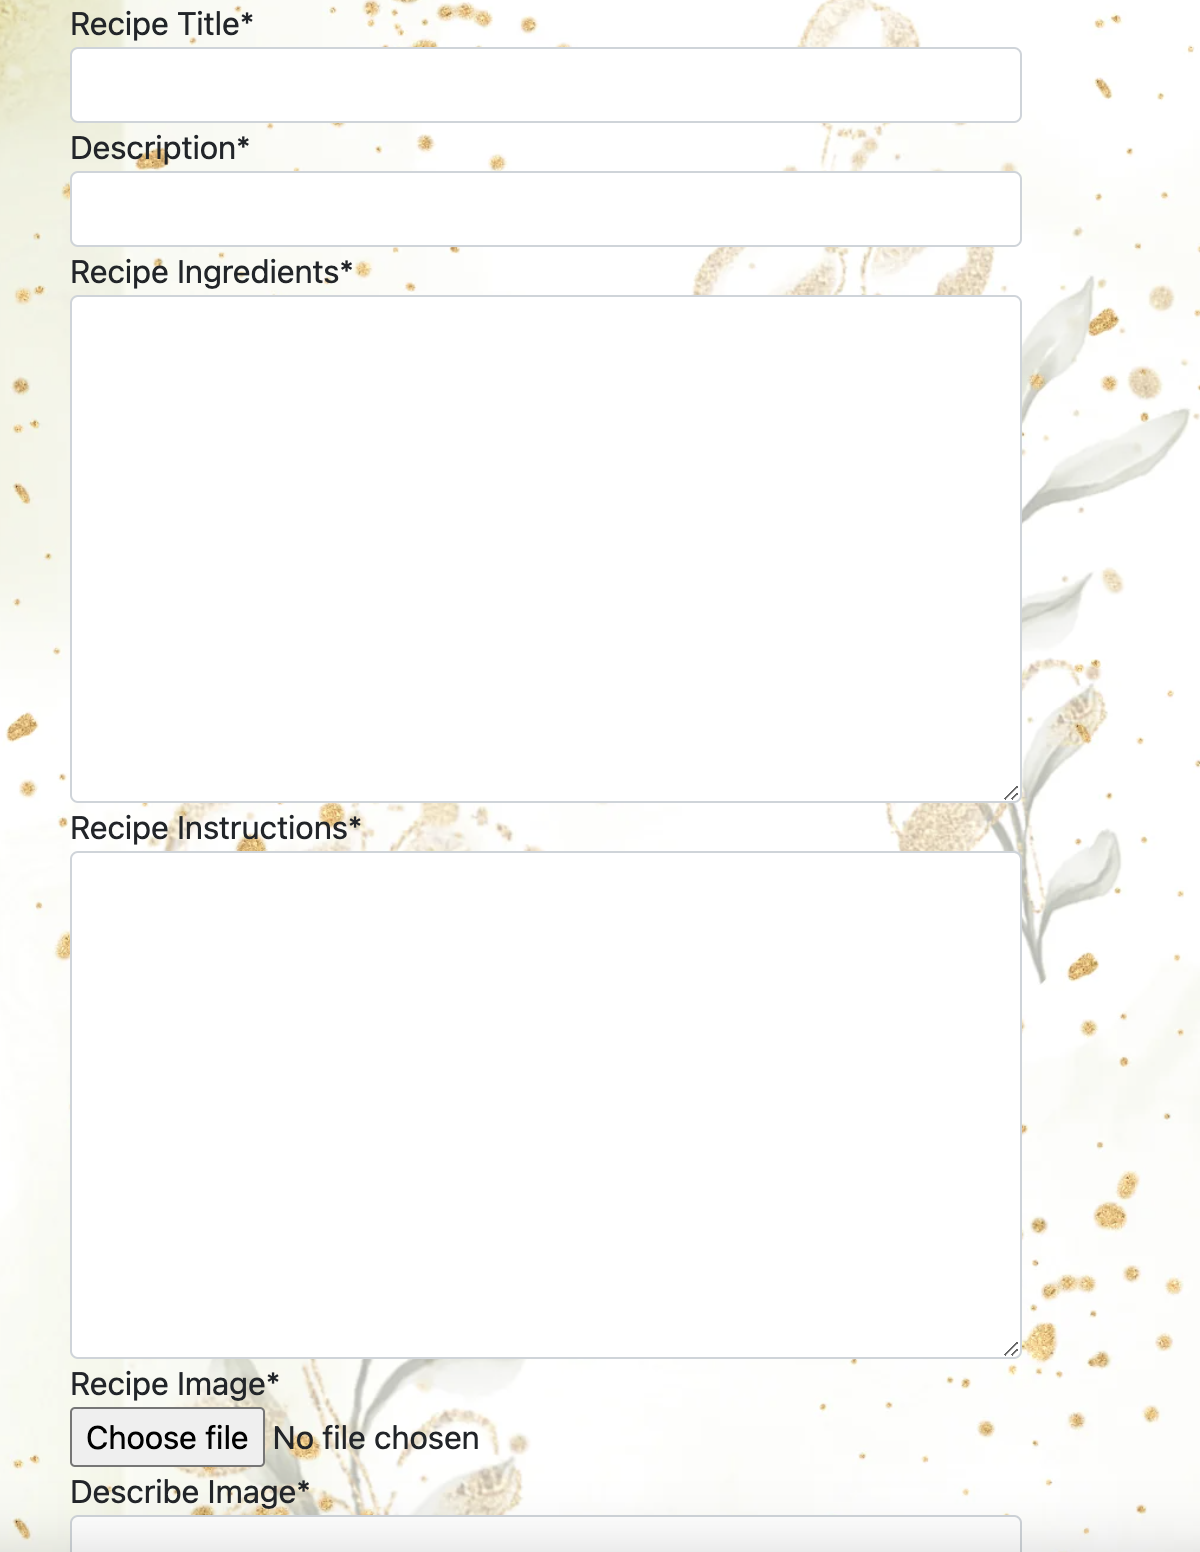 Recipe Title*
Description*
Recipe Ingredients*
Recipe Instructions*
Recipe Image*
Choose file No file chosen
Describe Image*